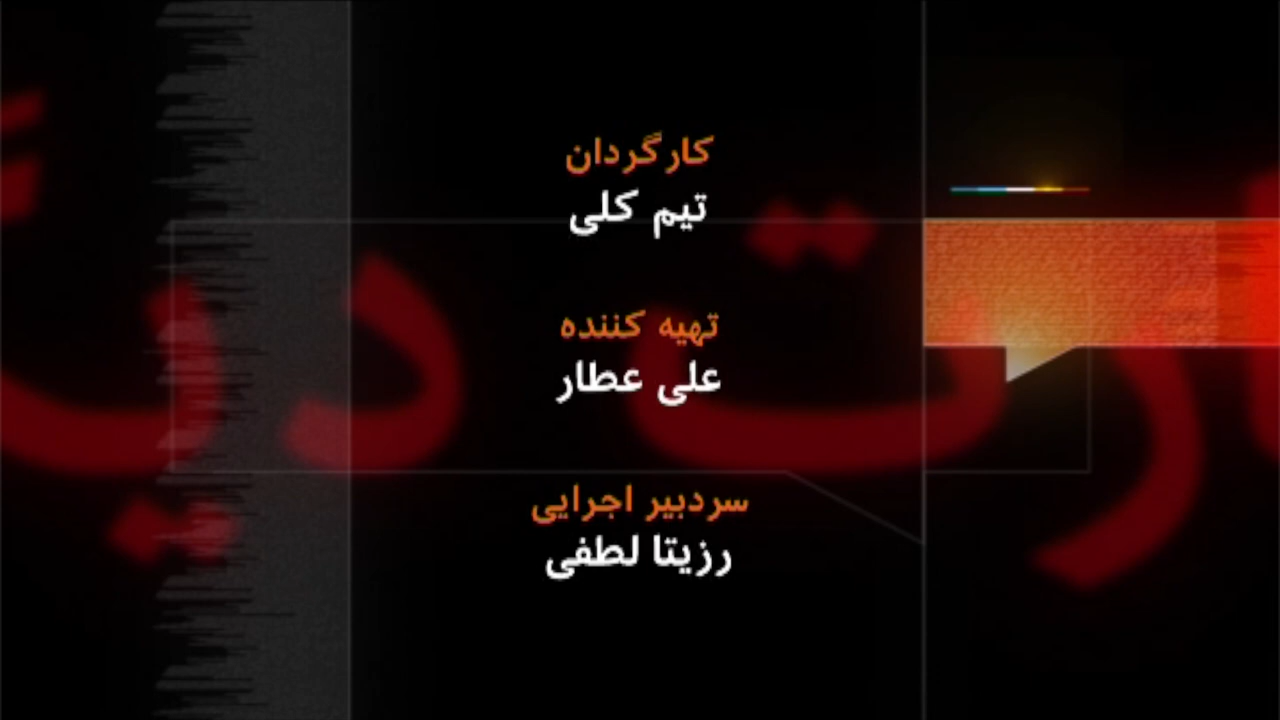 کارگردان
تیم کلی
تهیه کننده
علی عطار
سردبیر اجرایی
رزیتا لطفی